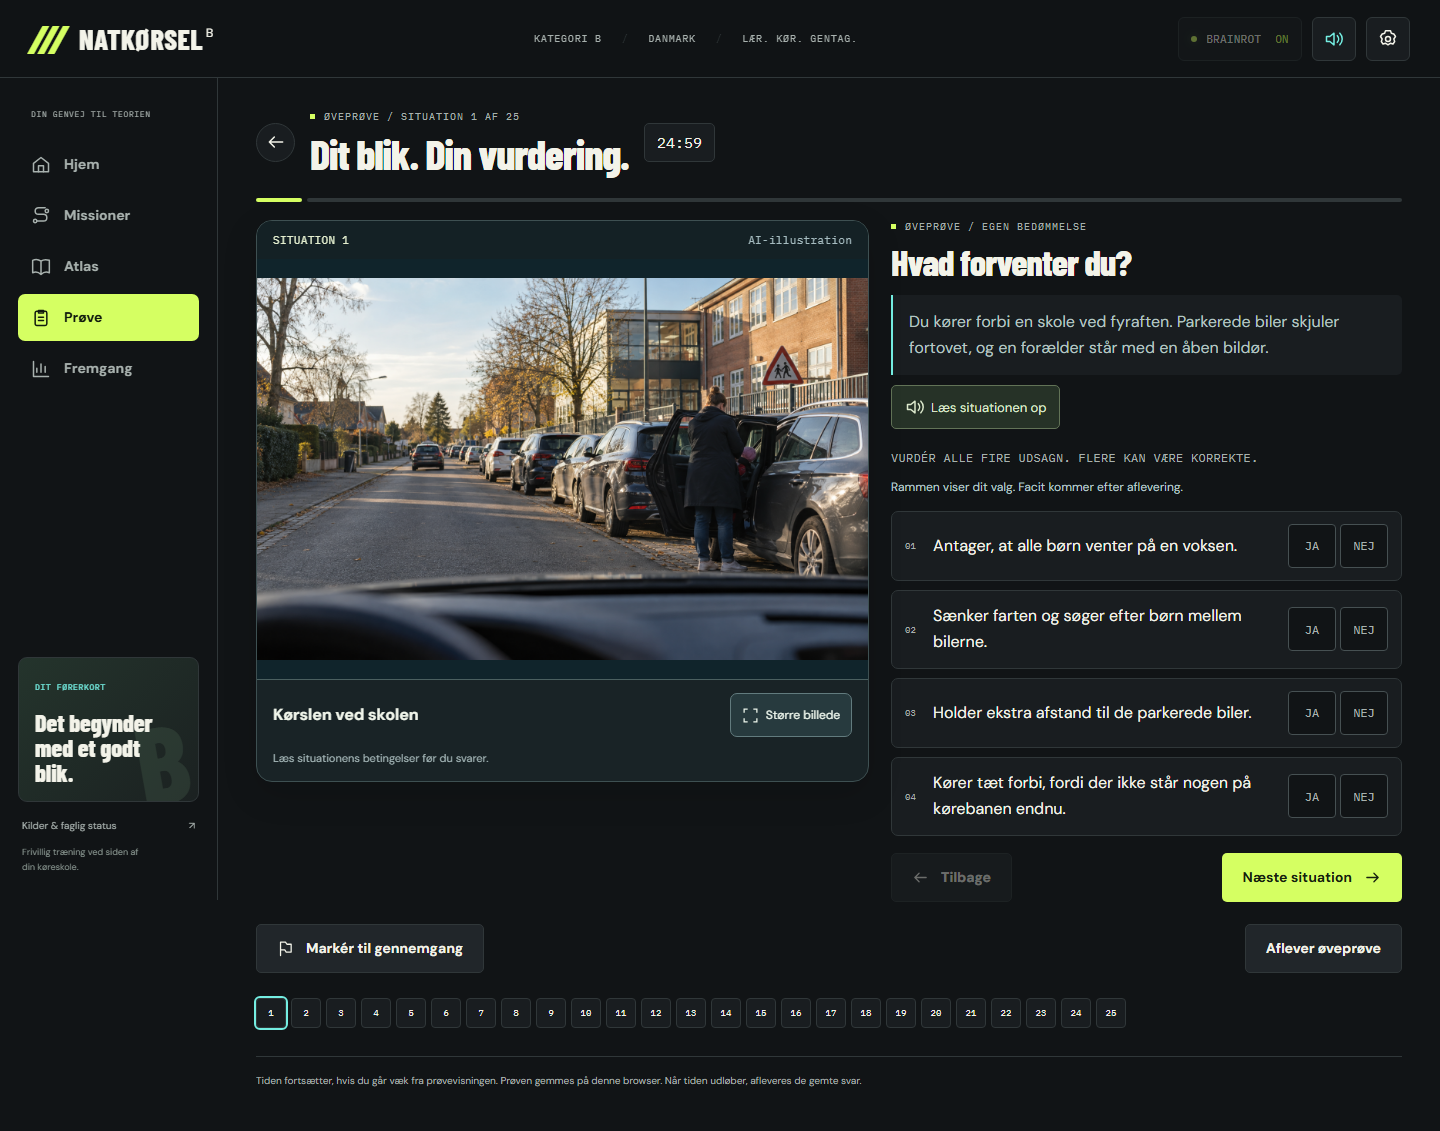 NATKØRSEL B
KATEGORI B / DANMARK / LÆR. KØR. GENTAG.
BRAINROT ON
DIN GENVEJ TIL TEORIEN
Hjem
Missioner
Atlas
Prøve
Fremgang
DIT FØRERKORT
Det begynder
med et godt
blik.
B
Kilder & faglig status
Frivillig træning ved siden af
din køreskole.
ØVEPRØVE / SITUATION 1 AF 25
Dit blik. Din vurdering.
24:59
SITUATION 1
AI-illustration
Kørslen ved skolen
Større billede
Læs situationens betingelser før du svarer.
ØVEPRØVE / EGEN BEDØMMELSE
Hvad forventer du?
Du kører forbi en skole ved fyraften. Parkerede biler skjuler
fortovet, og en forælder står med en åben bildør.
Læs situationen op
VURDÉR ALLE FIRE UDSAGN. FLERE KAN VÆRE KORREKTE.
Rammen viser dit valg. Facit kommer efter aflevering.
01 Antager, at alle børn venter på en voksen. JA NEJ
02 Sænker farten og søger efter børn mellem
bilerne. JA NEJ
03 Holder ekstra afstand til de parkerede biler. JA NEJ
04 Kører tæt forbi, fordi der ikke står nogen på
kørebanen endnu. JA NEJ
Tilbage
Næste situation
Markér til gennemgang
Aflever øveprøve
1 2 3 4 5 6 7 8 9 10 11 12 13 14 15 16 17 18 19 20 21 22 23 24 25
Tiden fortsætter, hvis du går væk fra prøvevisningen. Prøven gemmes på denne browser. Når tiden udløber, afleveres de gemte svar.